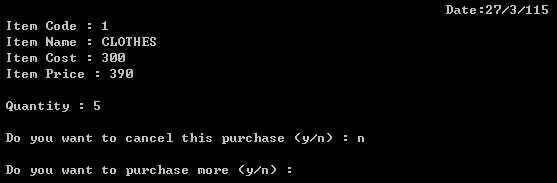 Date:27/3/115
Item Code : 1
Item Name : CLOTHES
Item Cost : 300
Item Price : 390
Quantity : 5
Do you want to cancel this purchase (y/n) : n
Do you want to purchase more (y/n) :